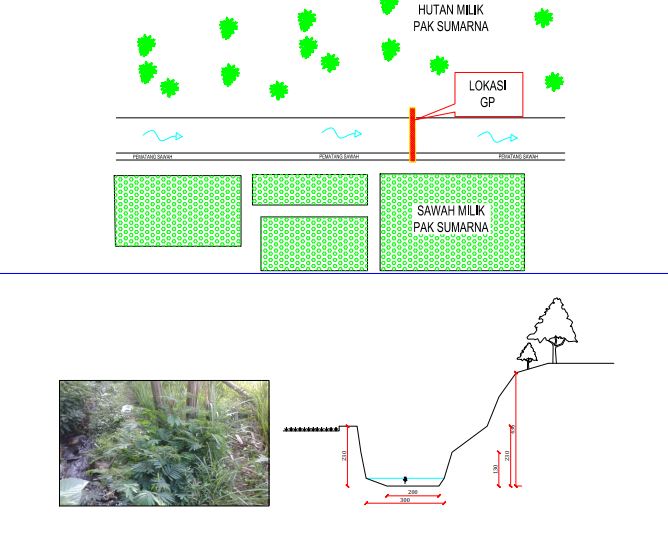 HUTAN MILIK
PAK SUMARNA
LOKASI
GP
PEMATANG SAWAH
PEMATANG SAWAH
PEMATANG SAWAH
SAWAH MILIK
PAK SUMARNA
210
130
210
200
300